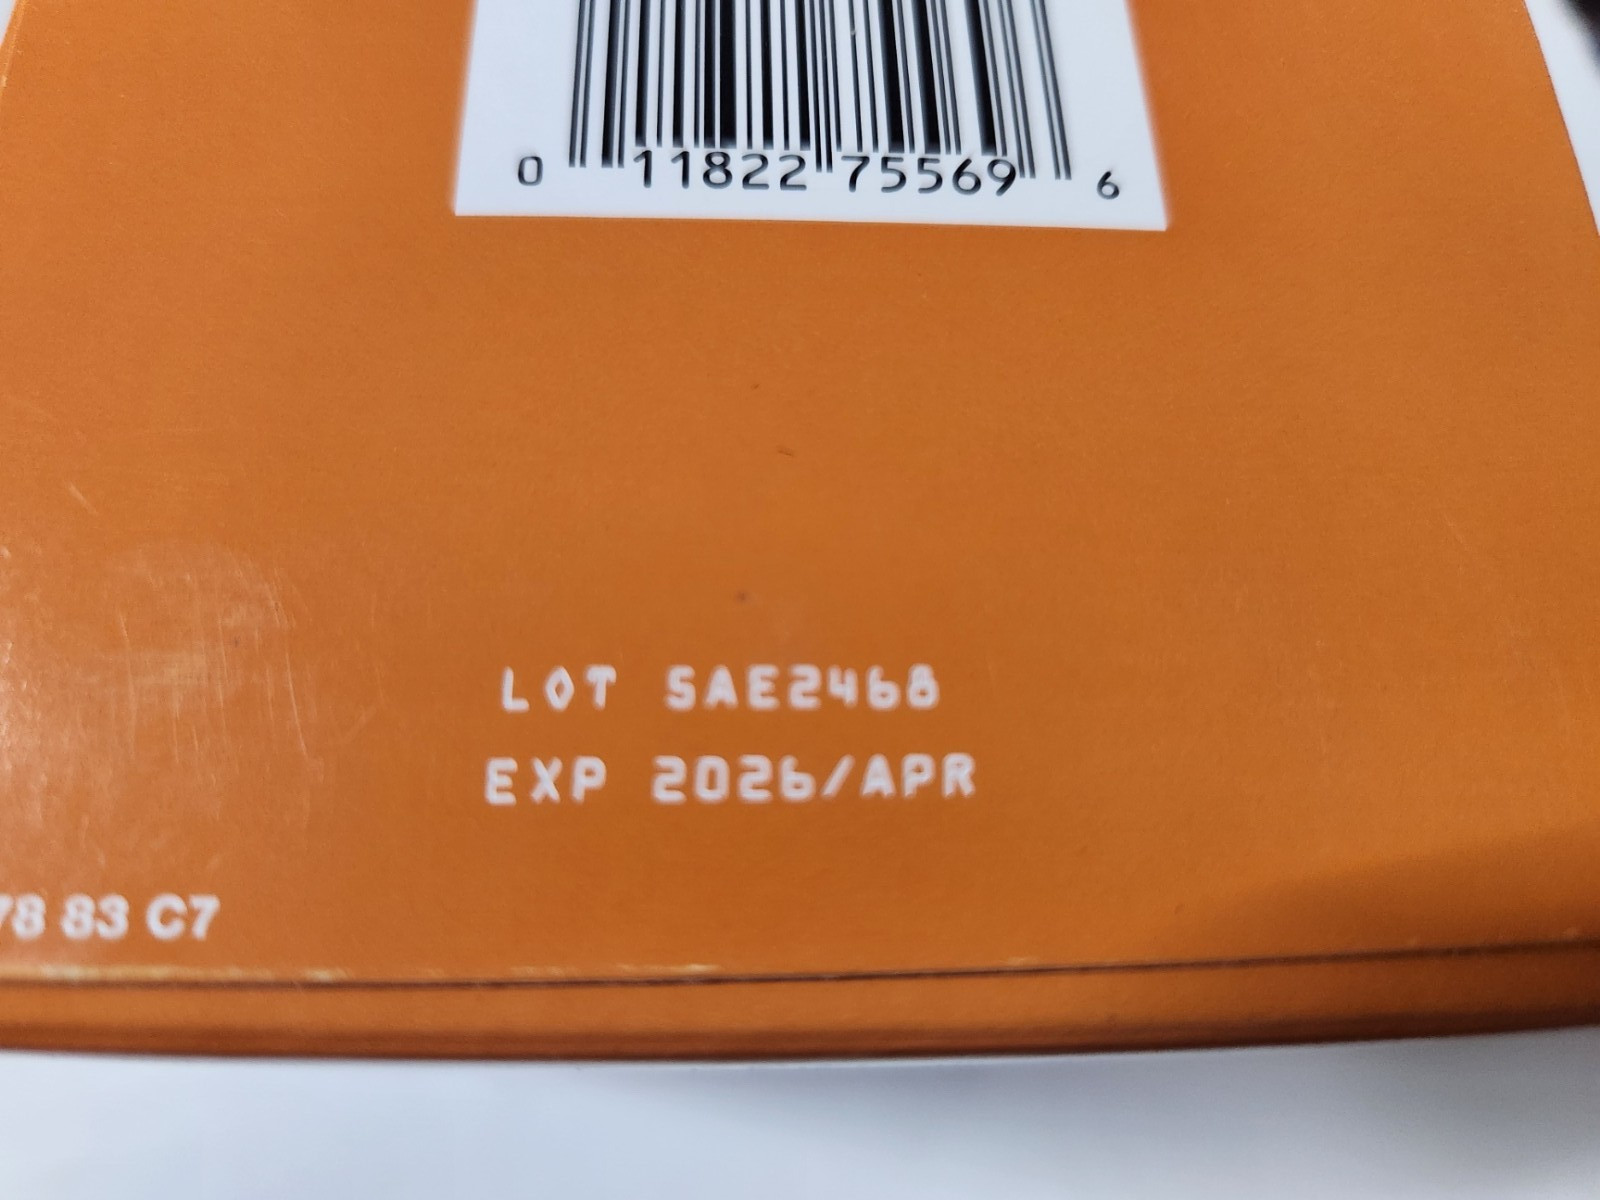 0 11822 75569 6
LOT 5AE2468
EXP 2026/APR
78 83 C7